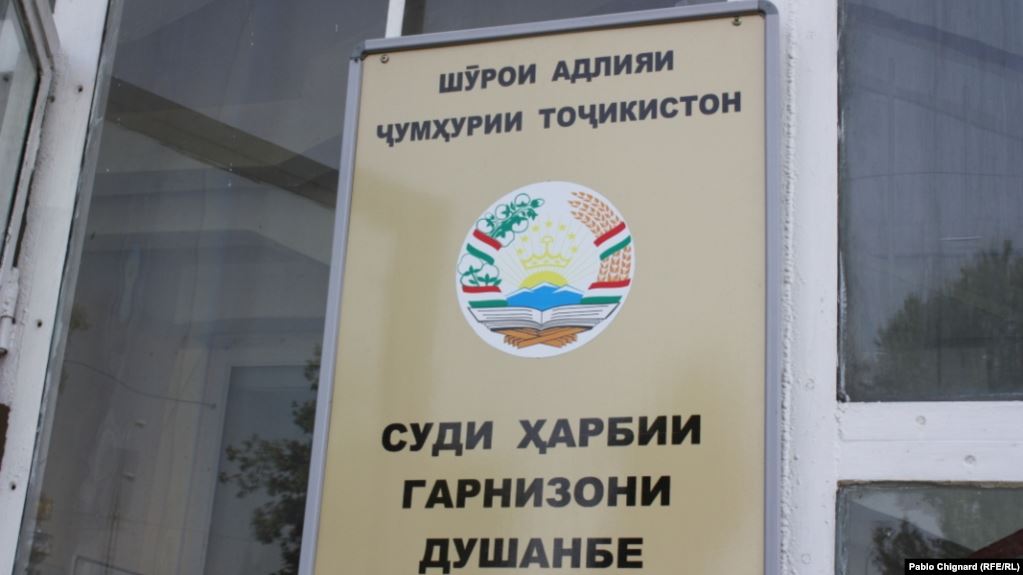 ШӮРОИ АДЛИЯИ
ҶУМҲУРИИ ТОҶИКИСТОН
СУДИ ҲАРБИИ
ГАРНИЗОНИ
ДУШАНБЕ
Pablo Chignard (RFE/RL)